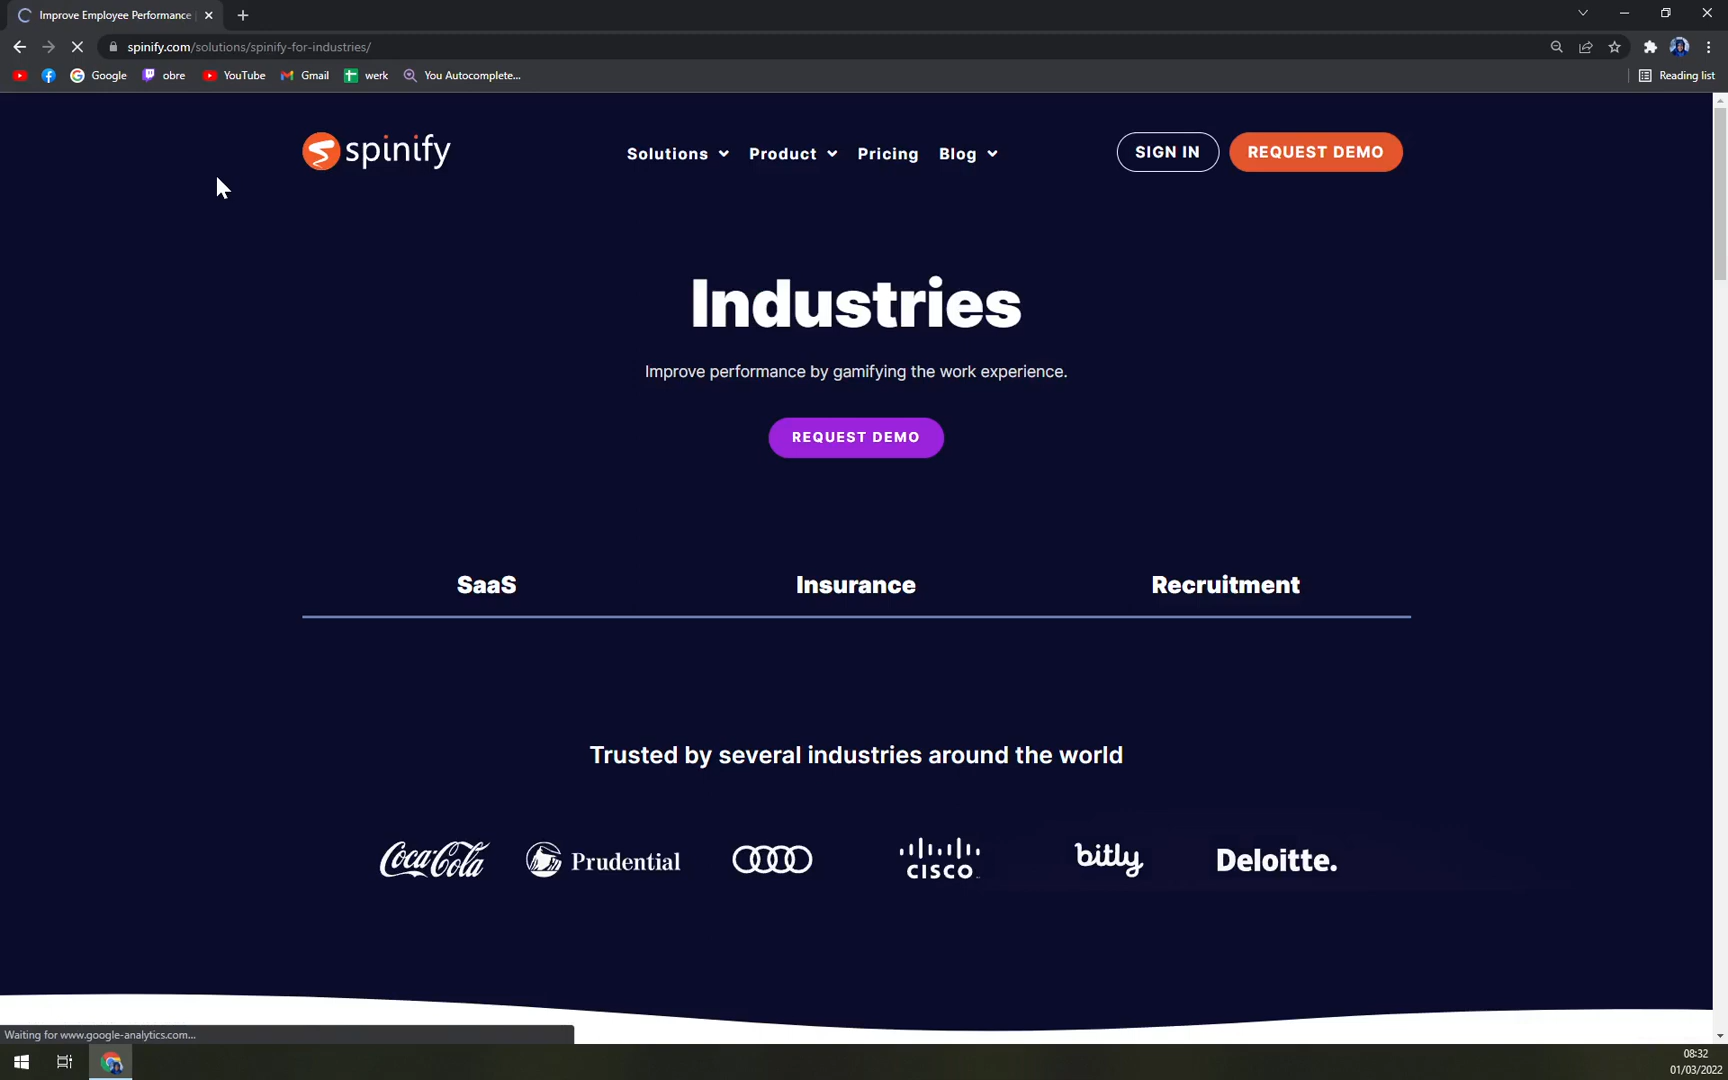 Improve Employee Performance
spinify.com/solutions/spinify-for-industries/
Google
obre
YouTube
Gmail
werk
You Autocomplete...
Reading list
spinify
Solutions
Product
Pricing
Blog
SIGN IN
REQUEST DEMO
Industries
Improve performance by gamifying the work experience.
REQUEST DEMO
SaaS
Insurance
Recruitment
Trusted by several industries around the world
Coca-Cola
Prudential
CISCO
bitly
Deloitte.
Waiting for www.google-analytics.com...
08:32
01/03/2022